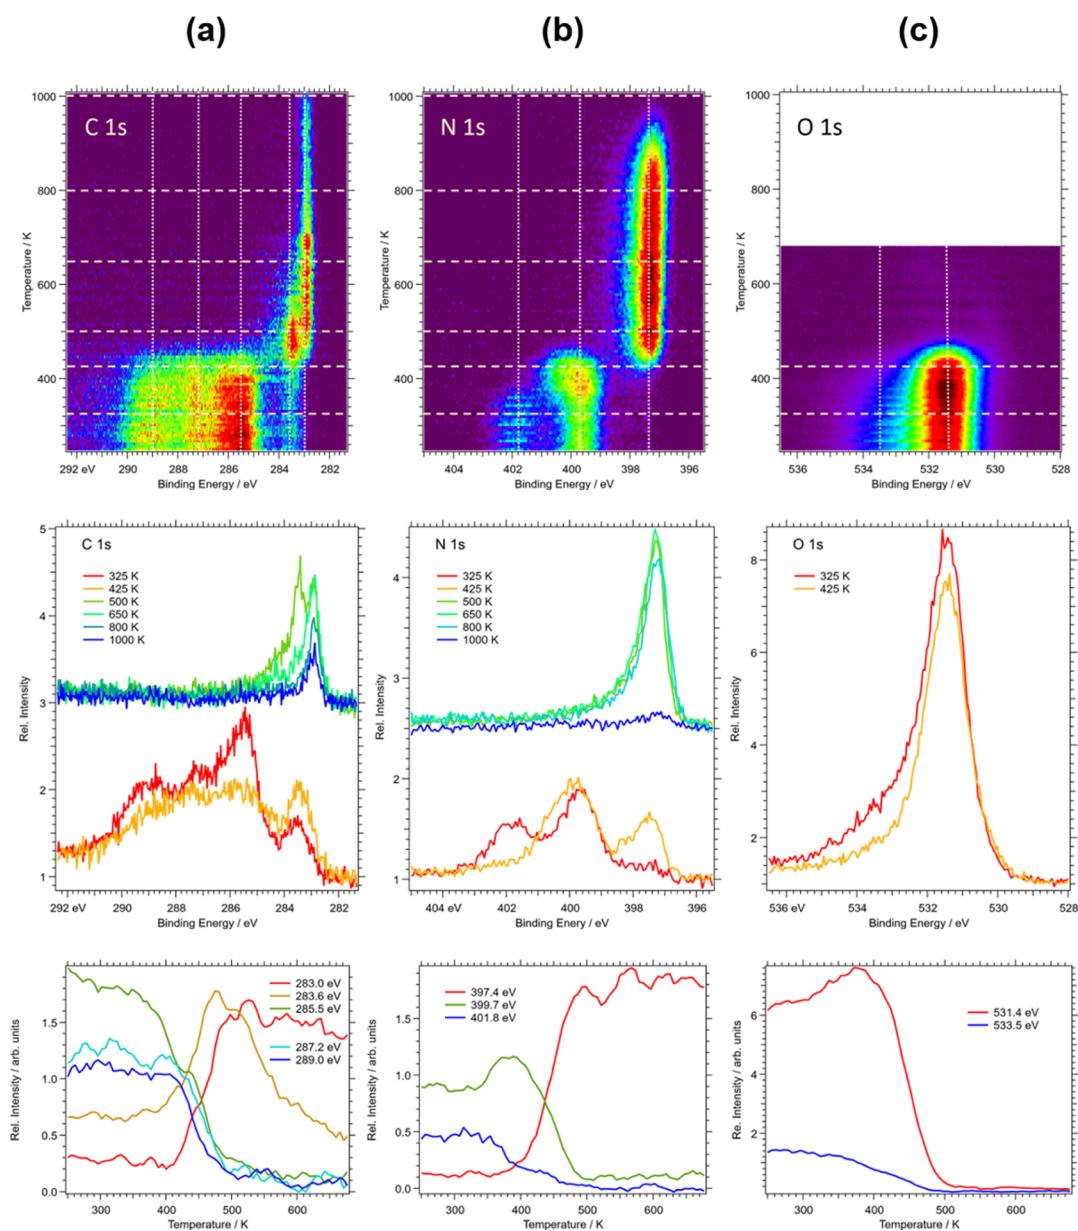 (a)
(b)
(c)
C 1s
1000
800
600
400
Temperature / K
292 eV
290
288
286
284
282
Binding Energy / eV
N 1s
1000
800
600
400
Temperature / K
404
402
400
398
396
Binding Energy / eV
O 1s
1000
800
600
400
Temperature / K
536
534
532
530
528
Binding Energy / eV
C 1s
325 K
425 K
500 K
650 K
800 K
1000 K
5
4
3
2
1
Rel. Intensity
292 eV
290
288
286
284
282
Binding Energy / eV
N 1s
325 K
425 K
500 K
650 K
800 K
1000 K
4
3
2
1
Rel. Intensity
404 eV
402
400
398
396
Binding Energy / eV
O 1s
325 K
425 K
8
6
4
2
Rel. Intensity
536 eV
534
532
530
528
Binding Energy / eV
283.0 eV
283.6 eV
285.5 eV
287.2 eV
289.0 eV
1.5
1.0
0.5
0.0
Rel. Intensity / arb. units
300
400
500
600
Temperature / K
397.4 eV
399.7 eV
401.8 eV
1.5
1.0
0.5
0.0
Rel. Intensity / arb. units
300
400
500
600
Temperature / K
531.4 eV
533.5 eV
6
4
2
Re. Intensity / arb. units
300
400
500
600
Temperature / K